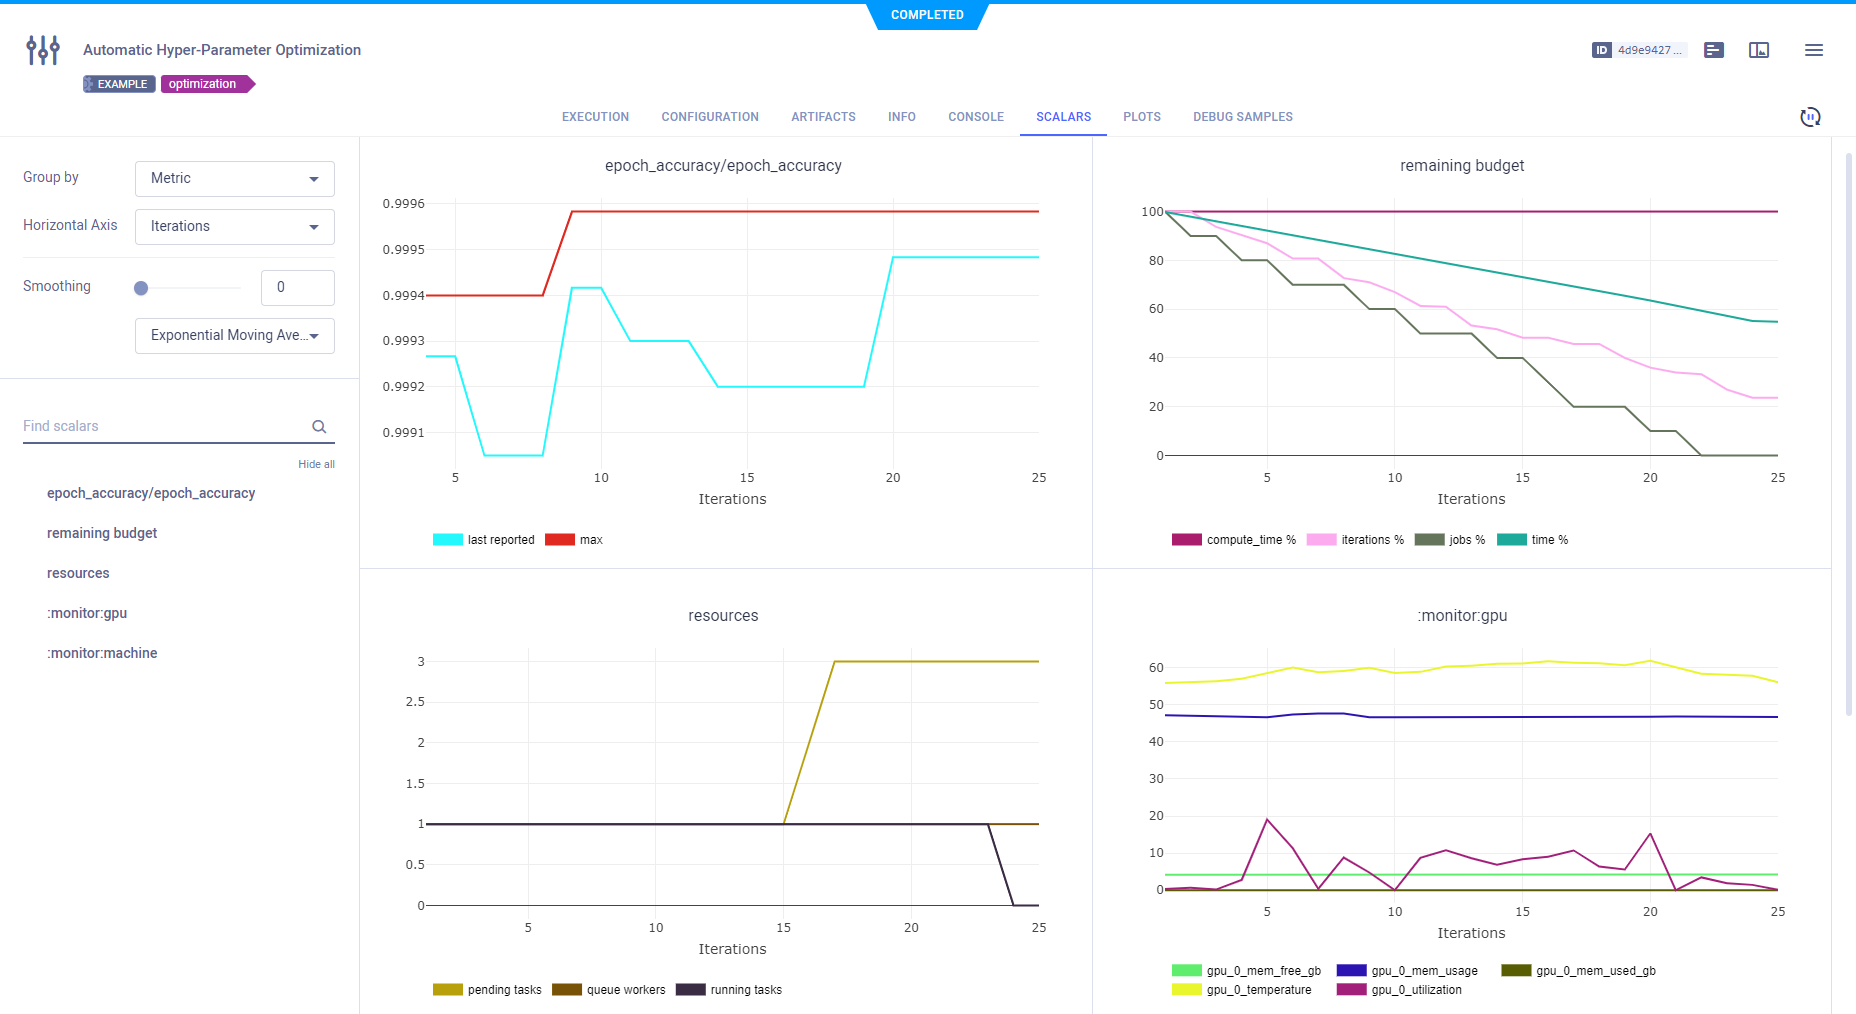 COMPLETED
Automatic Hyper-Parameter Optimization
ID 4d9e9427 ...
EXAMPLE optimization
EXECUTION CONFIGURATION ARTIFACTS INFO CONSOLE SCALARS PLOTS DEBUG SAMPLES
Group by Metric
Horizontal Axis Iterations
Smoothing 0
Exponential Moving Ave...
Find scalars
Hide all
epoch_accuracy/epoch_accuracy
remaining budget
resources
:monitor:gpu
:monitor:machine
epoch_accuracy/epoch_accuracy
0.9996
0.9995
0.9994
0.9993
0.9992
0.9991
5 10 15 20 25
Iterations
last reported max
remaining budget
100
80
60
40
20
0
5 10 15 20 25
Iterations
compute_time % iterations % jobs % time %
resources
3
2.5
2
1.5
1
0.5
0
5 10 15 20 25
Iterations
pending tasks queue workers running tasks
:monitor:gpu
60
50
40
30
20
10
0
5 10 15 20 25
Iterations
gpu_0_mem_free_gb gpu_0_mem_usage gpu_0_mem_used_gb
gpu_0_temperature gpu_0_utilization